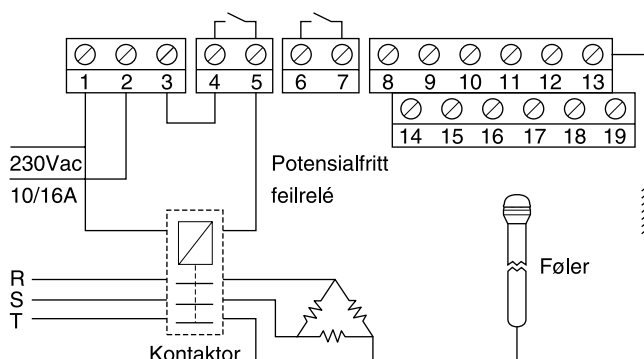 1 2 3 4 5 6 7 8 9 10 11 12 13
14 15 16 17 18 19
230Vac
10/16A
Potensialfritt
feilrelé
R
S
T
Føler
Kontaktor